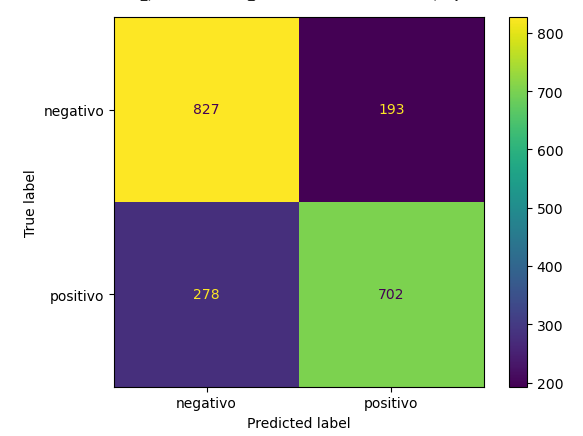 800
negativo 827 193
700
600
True label
500
400
positivo 278 702
300
200
negativo positivo
Predicted label